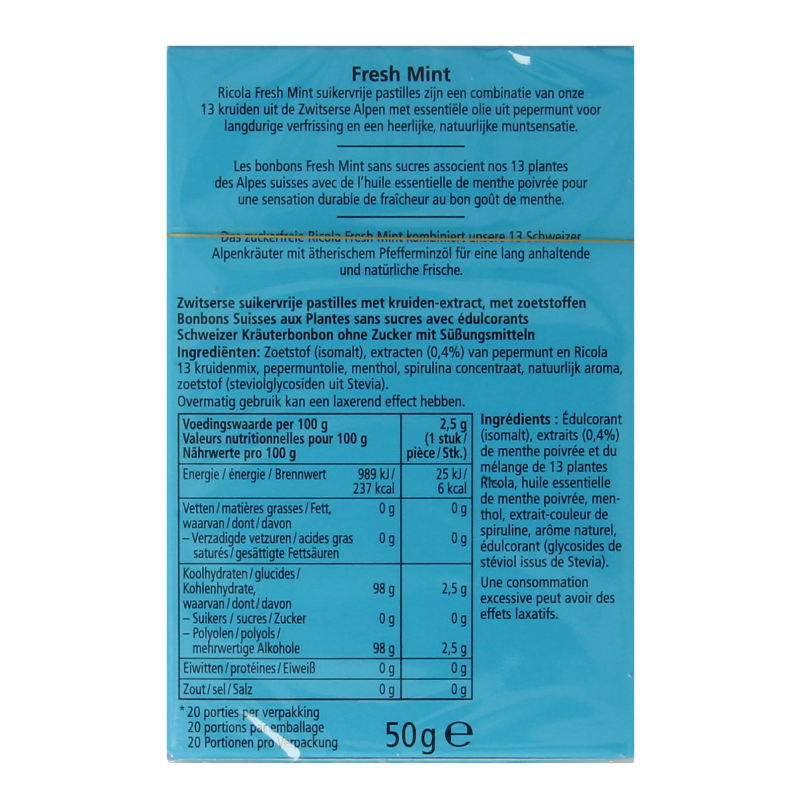 Fresh Mint
Ricola Fresh Mint suikervrije pastilles zijn een combinatie van onze
13 kruiden uit de Zwitserse Alpen met essentiële olie uit pepermunt voor
langdurige verfrissing en een heerlijke, natuurlijke muntsensatie.
Les bonbons Fresh Mint sans sucres associent nos 13 plantes
des Alpes suisses avec de l'huile essentielle de menthe poivrée pour
une sensation durable de fraîcheur au bon goût de menthe.
Das zuckerfreie Ricola Fresh Mint kombiniert unsere 13 Schweizer
Alpenkräuter mit ätherischem Pfefferminzöl für eine lang anhaltende
und natürliche Frische.
Zwitserse suikervrije pastilles met kruiden-extract, met zoetstoffen
Bonbons Suisses aux Plantes sans sucres avec édulcorants
Schweizer Kräuterbonbon ohne Zucker mit Süßungsmitteln
Ingrediënten: Zoetstof (isomalt), extracten (0,4%) van pepermunt en Ricola
13 kruidenmix, pepermuntolie, menthol, spirulina concentraat, natuurlijk aroma,
zoetstof (steviolglycosiden uit Stevia).
Overmatig gebruik kan een laxerend effect hebben.
Voedingswaarde per 100 g 2,5 g
Valeurs nutritionnelles pour 100 g (1 stuk/
Nährwerte pro 100 g pièce/Stk.)
Energie / énergie / Brennwert 989 kJ/ 25 kJ/
237 kcal 6 kcal
Vetten/matières grasses/Fett, 0 g 0 g
waarvan/dont/davon
– Verzadigde vetzuren/acides gras 0 g 0 g
saturés/gesättigte Fettsäuren
Koolhydraten/glucides/
Kohlenhydrate, 98 g 2,5 g
waarvan/dont/davon
– Suikers/sucres/Zucker 0 g 0 g
– Polyolen/polyols/
mehrwertige Alkohole 98 g 2,5 g
Eiwitten/protéines/Eiweiß 0 g 0 g
Zout/sel/Salz 0 g 0 g
Ingrédients : Édulcorant
(isomalt), extraits (0,4%)
de menthe poivrée et du
mélange de 13 plantes
Ricola, huile essentielle
de menthe poivrée, men-
thol, extrait-couleur de
spiruline, arôme naturel,
édulcorant (glycosides de
stéviol issus de Stevia).
Une consommation
excessive peut avoir des
effets laxatifs.
* 20 porties per verpakking
20 portions par emballage
20 Portionen pro Verpackung
50 g ℮